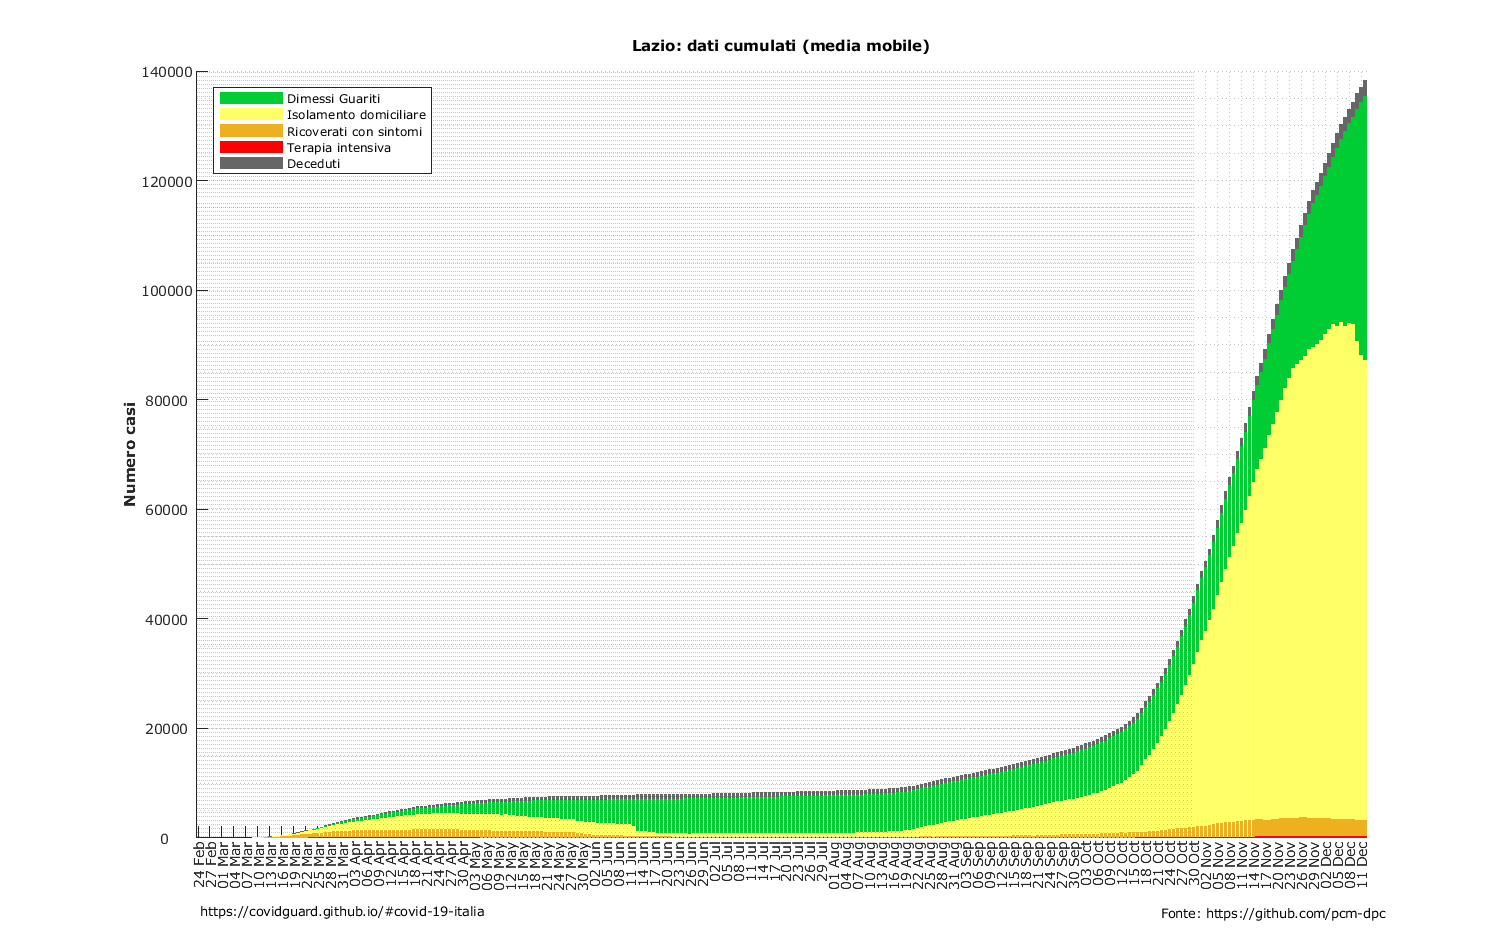 Lazio: dati cumulati (media mobile)
Dimessi Guariti
Isolamento domiciliare
Ricoverati con sintomi
Terapia intensiva
Deceduti
Numero casi
140000
120000
100000
80000
60000
40000
20000
0
24 Feb
27 Feb
01 Mar
04 Mar
07 Mar
10 Mar
13 Mar
16 Mar
19 Mar
22 Mar
25 Mar
28 Mar
31 Mar
03 Apr
06 Apr
09 Apr
12 Apr
15 Apr
18 Apr
21 Apr
24 Apr
27 Apr
30 Apr
03 May
06 May
09 May
12 May
15 May
18 May
21 May
24 May
27 May
30 May
02 Jun
05 Jun
08 Jun
11 Jun
14 Jun
17 Jun
20 Jun
23 Jun
26 Jun
29 Jun
02 Jul
05 Jul
08 Jul
11 Jul
14 Jul
17 Jul
20 Jul
23 Jul
26 Jul
29 Jul
01 Aug
04 Aug
07 Aug
10 Aug
13 Aug
16 Aug
19 Aug
22 Aug
25 Aug
28 Aug
31 Aug
03 Sep
06 Sep
09 Sep
12 Sep
15 Sep
18 Sep
21 Sep
24 Sep
27 Sep
30 Sep
03 Oct
06 Oct
09 Oct
12 Oct
15 Oct
18 Oct
21 Oct
24 Oct
27 Oct
30 Oct
02 Nov
05 Nov
08 Nov
11 Nov
14 Nov
17 Nov
20 Nov
23 Nov
26 Nov
29 Nov
02 Dec
05 Dec
08 Dec
11 Dec
https://covidguard.github.io/#covid-19-italia
Fonte: https://github.com/pcm-dpc